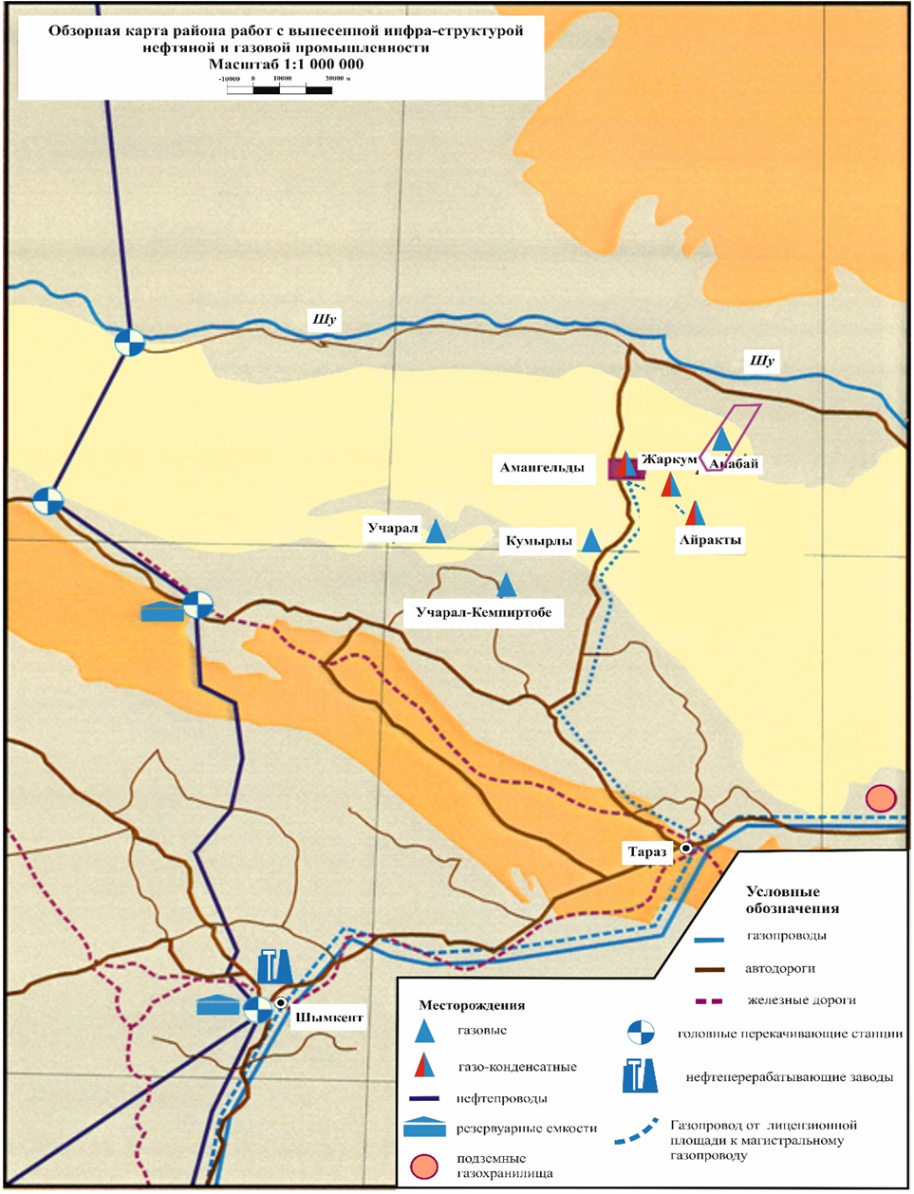 Обзорная карта района работ с вынесенной инфра-структурой
нефтяной и газовой промышленности
Масштаб 1:1 000 000
-10000 0 10000 30000 м
Шу
Шу
Амангельды
Жаркум
Анабай
Учарал
Кумырлы
Айракты
Учарал-Кемпиртобе
Тараз
Шымкент
Условные
обозначения
газопроводы
автодороги
железные дороги
головные перекачивающие станции
нефтенерерабатывающие заводы
Газопровод от лицензионной
площади к магистральному
газопроводу
Месторождения
газовые
газо-конденсатные
нефтепроводы
резервуарные емкости
подземные
газохранилища